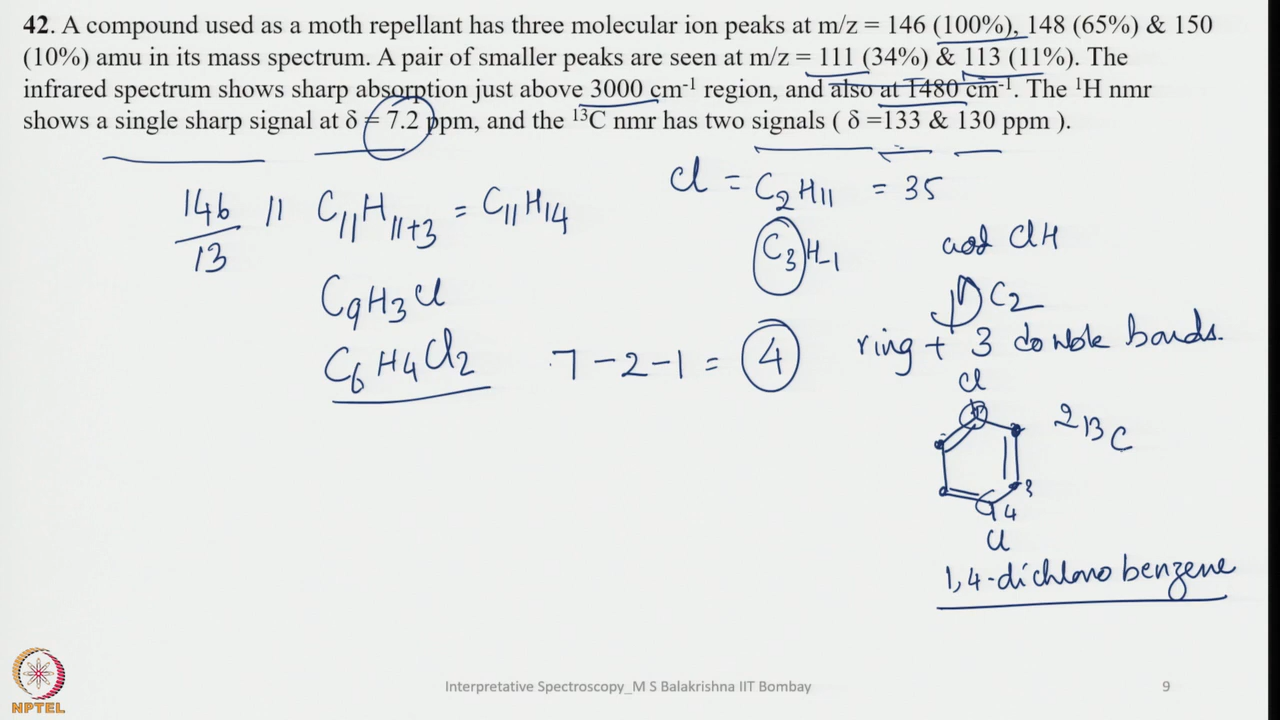 42. A compound used as a moth repellant has three molecular ion peaks at m/z = 146 (100%), 148 (65%) & 150
(10%) amu in its mass spectrum. A pair of smaller peaks are seen at m/z = 111 (34%) & 113 (11%). The
infrared spectrum shows sharp absorption just above 3000 cm⁻¹ region, and also at 1480 cm⁻¹. The ¹H nmr
shows a single sharp signal at δ = 7.2 ppm, and the ¹³C nmr has two signals ( δ =133 & 130 ppm ).
146/13 11 C₁₁H₁₁₊₃ = C₁₁H₁₄
Cl = C₂H₁₁ = 35
C₃H₋₁
add ClH
C₂
C₉H₃Cl
C₆H₄Cl₂ 7-2-1 = 4 ring + 3 double bonds.
Cl
2 13C
3
4
Cl
1,4-dichloro benzene
NPTEL
Interpretative Spectroscopy_M S Balakrishna IIT Bombay
9